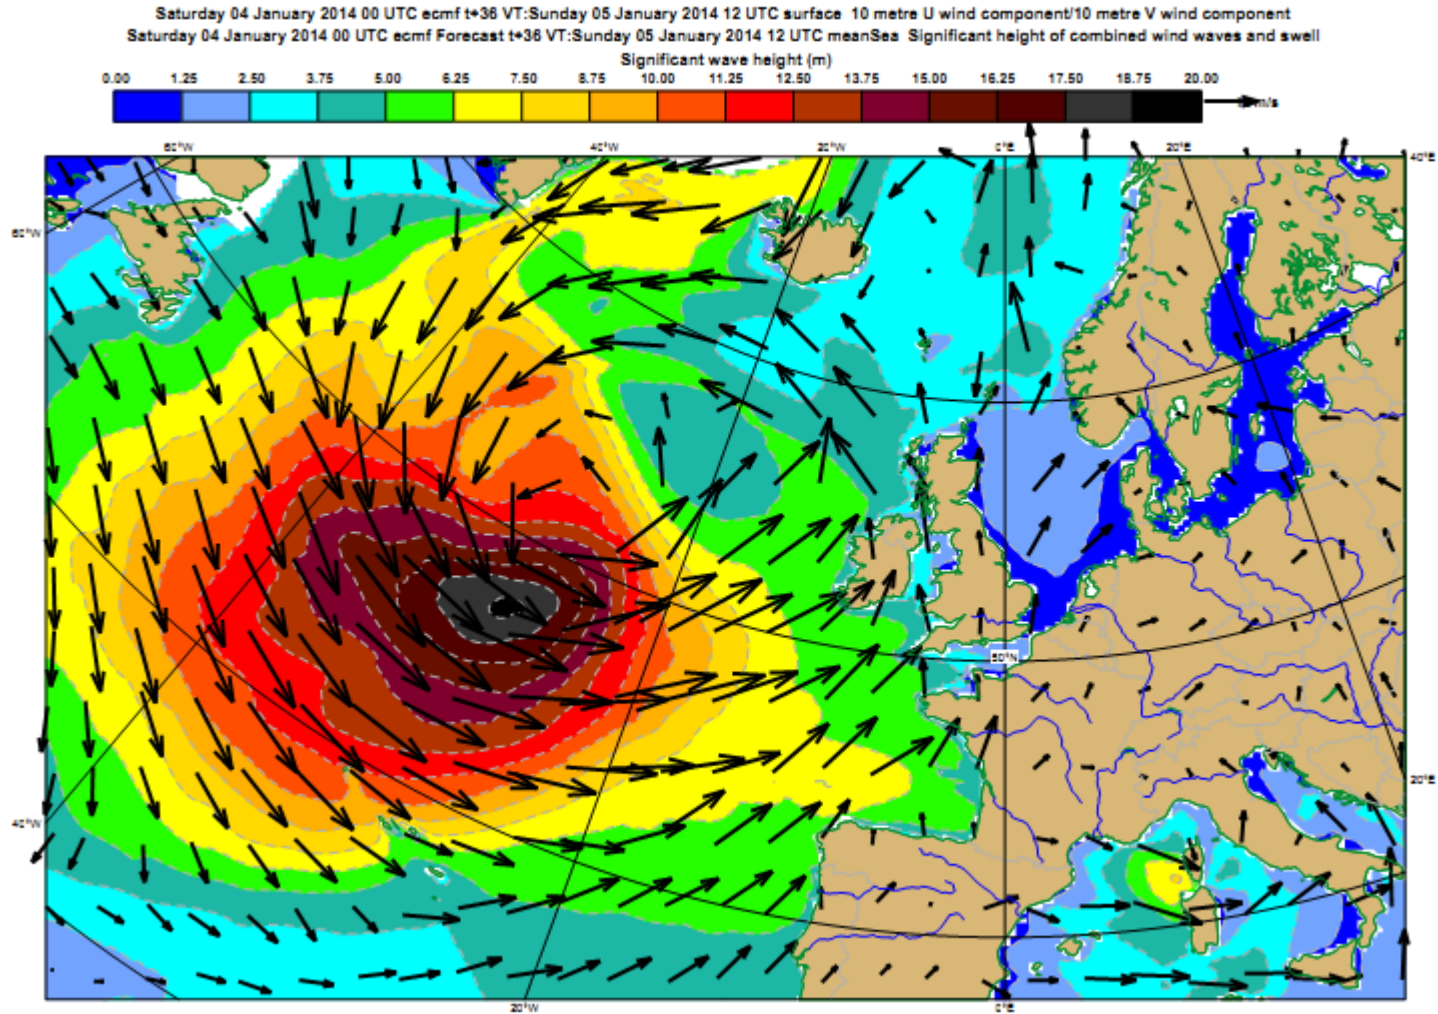 Saturday 04 January 2014 00 UTC ecmf t+36 VT:Sunday 05 January 2014 12 UTC surface 10 metre U wind component/10 metre V wind component
Saturday 04 January 2014 00 UTC ecmf Forecast t+36 VT:Sunday 05 January 2014 12 UTC meanSea Significant height of combined wind waves and swell
Significant wave height (m)
0.00 1.25 2.50 3.75 5.00 6.25 7.50 8.75 10.00 11.25 12.50 13.75 15.00 16.25 17.50 18.75 20.00
m/s
60°W 40°W 20°W 0°E 20°E 40°E
60°W
50°N
20°E
40°W
20°W 0°E